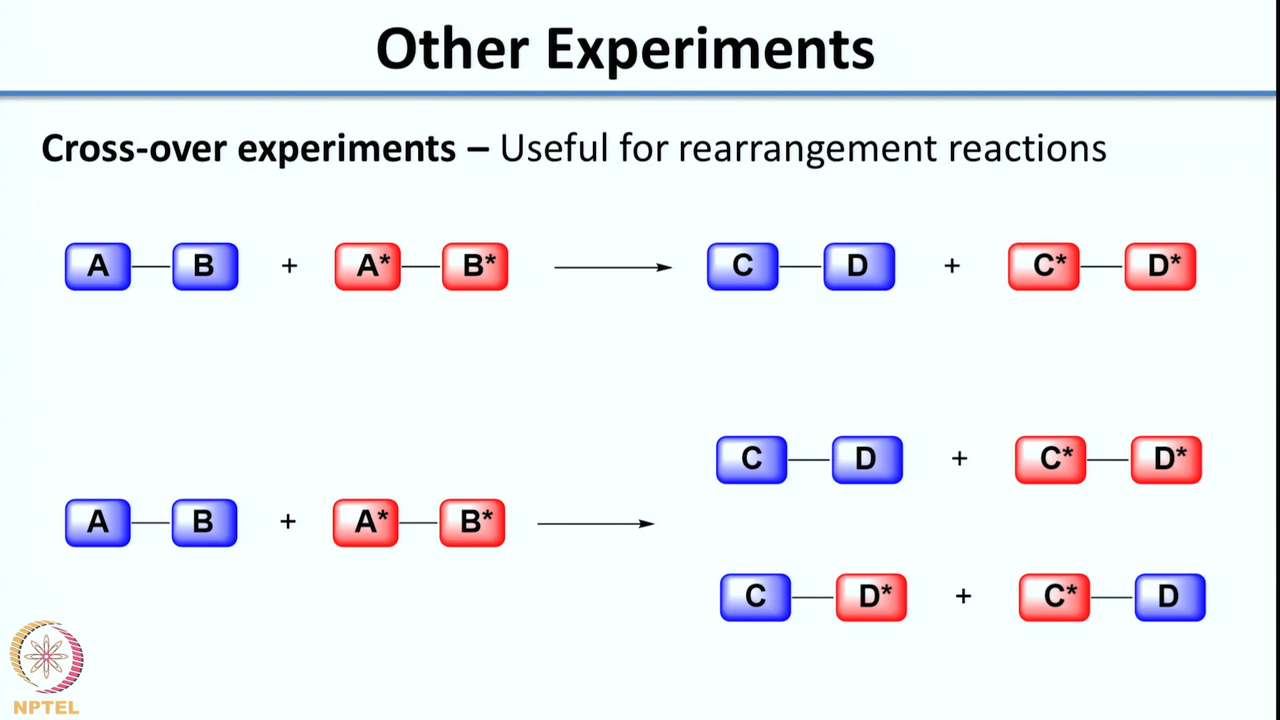 Other Experiments
Cross-over experiments – Useful for rearrangement reactions
A B + A* B* C D + C* D*
C D + C* D*
A B + A* B*
C D* + C* D
NPTEL